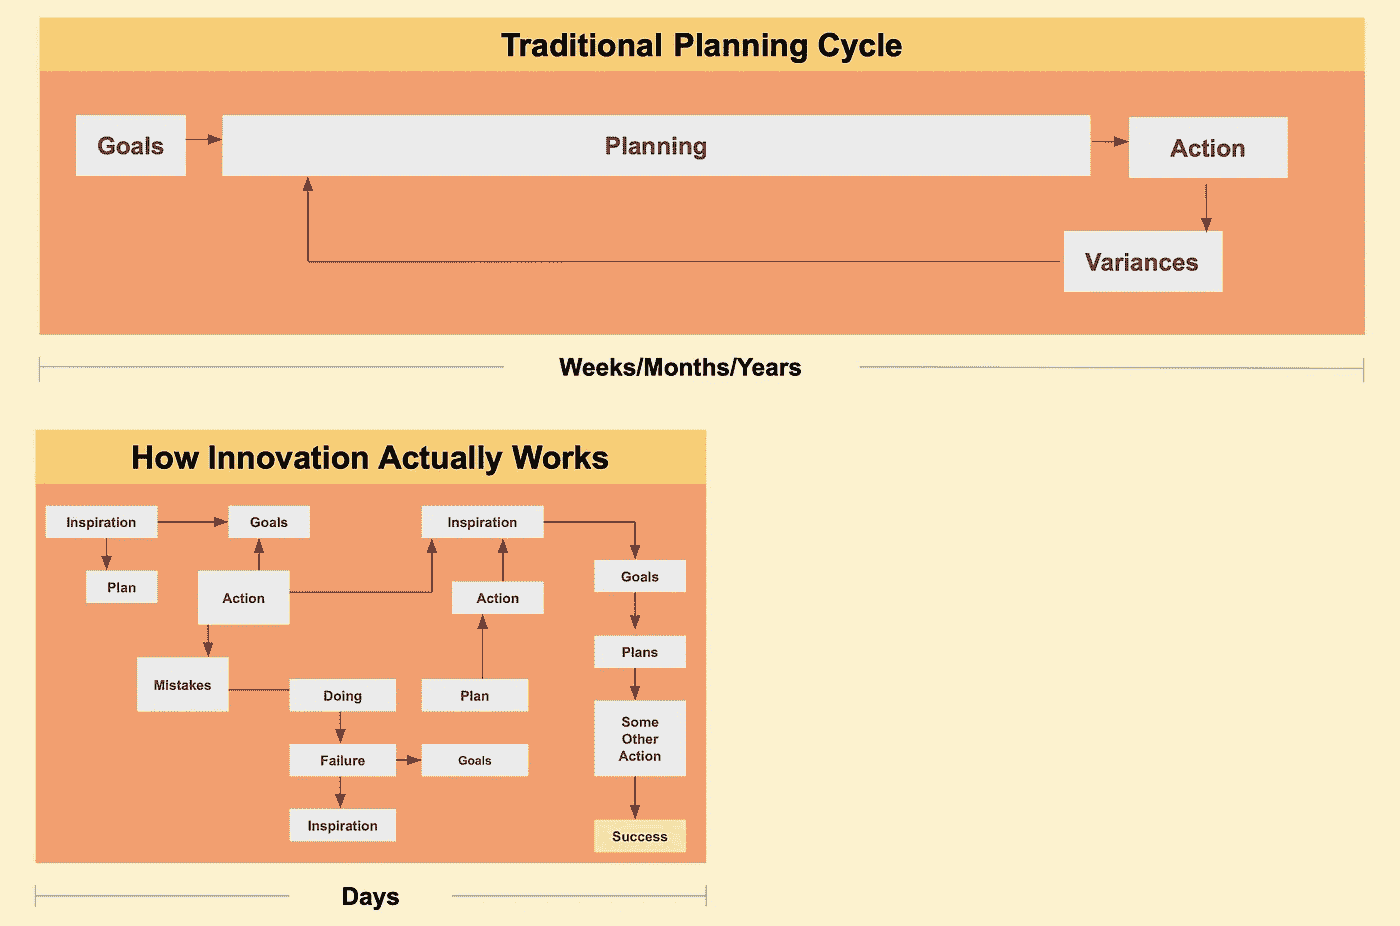 Traditional Planning Cycle
Goals
Planning
Action
Variances
Weeks/Months/Years
How Innovation Actually Works
Inspiration
Goals
Inspiration
Plan
Action
Action
Goals
Mistakes
Doing
Plan
Plans
Failure
Goals
Some
Other
Action
Inspiration
Success
Days